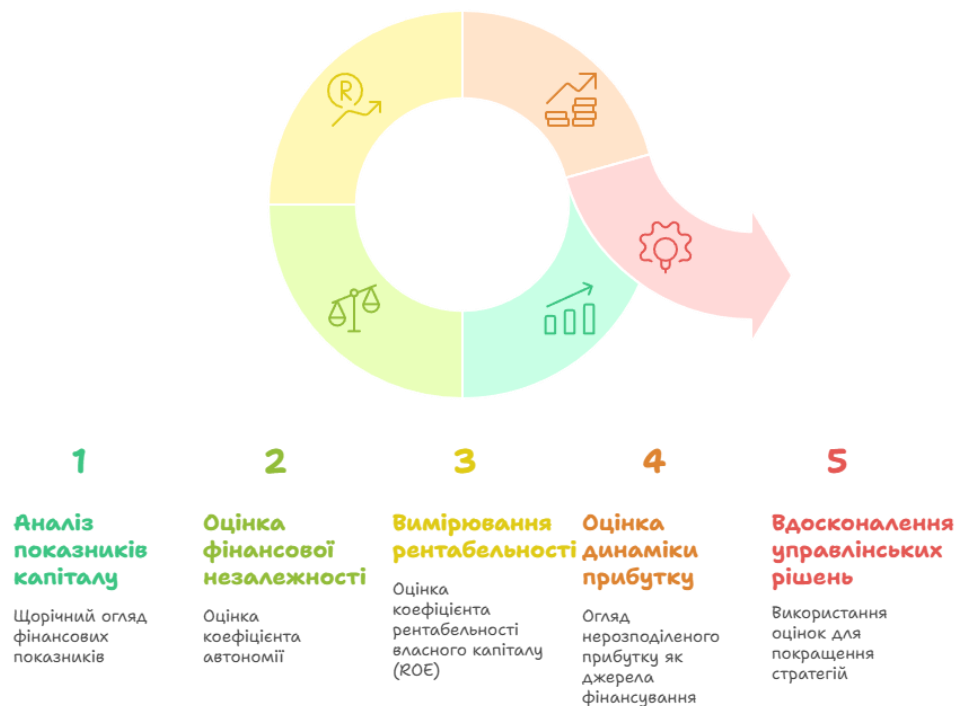 R
1
Аналіз
показників
капіталу
Щорічний огляд
фінансових
показників
2
Оцінка
фінансової
незалежності
Оцінка
коефіцієнта
автономії
3
Вимірювання
рентабельності
Оцінка
коефіцієнта
рентабельності
власного капіталу
(ROE)
4
Оцінка
динаміки
прибутку
Огляд
нерозподіленого
прибутку як
джерела
фінансування
5
Вдосконалення
управлінських
рішень
Використання
оцінок для
покращення
стратегій